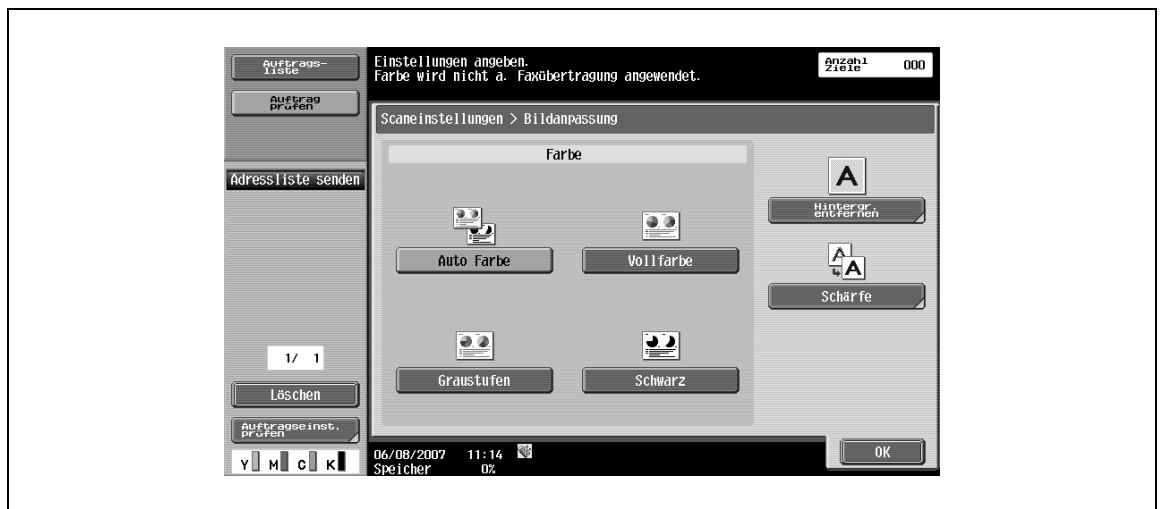 Auftrags-
liste
Auftrag
prüfen
Adressliste senden
1/ 1
Löschen
Auftragseinst.
prüfen
Y M C K
Einstellungen angeben.
Farbe wird nicht a. Faxübertragung angewendet.
Anzahl
Ziele 000
Scaneinstellungen > Bildanpassung
Farbe
Auto Farbe
Vollfarbe
Graustufen
Schwarz
A
Hintergr.
entfernen
A
A
Schärfe
06/08/2007 11:14
Speicher 0%
OK